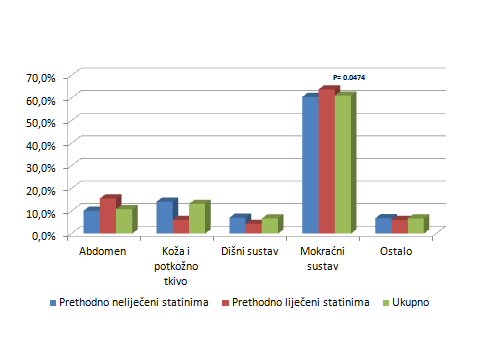 P= 0.0474
70,0%
60,0%
50,0%
40,0%
30,0%
20,0%
10,0%
0,0%
Abdomen
Koža i
potkožno
tkivo
Dišni sustav
Mokraćni
sustav
Ostalo
Prethodno neliječeni statinima
Prethodno liječeni statinima
Ukupno